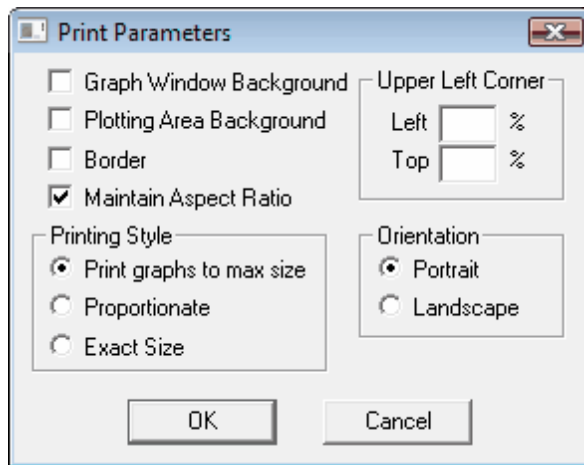 Print Parameters
Graph Window Background
Plotting Area Background
Border
Maintain Aspect Ratio
Upper Left Corner
Left %
Top %
Printing Style
Print graphs to max size
Proportionate
Exact Size
Orientation
Portrait
Landscape
OK
Cancel